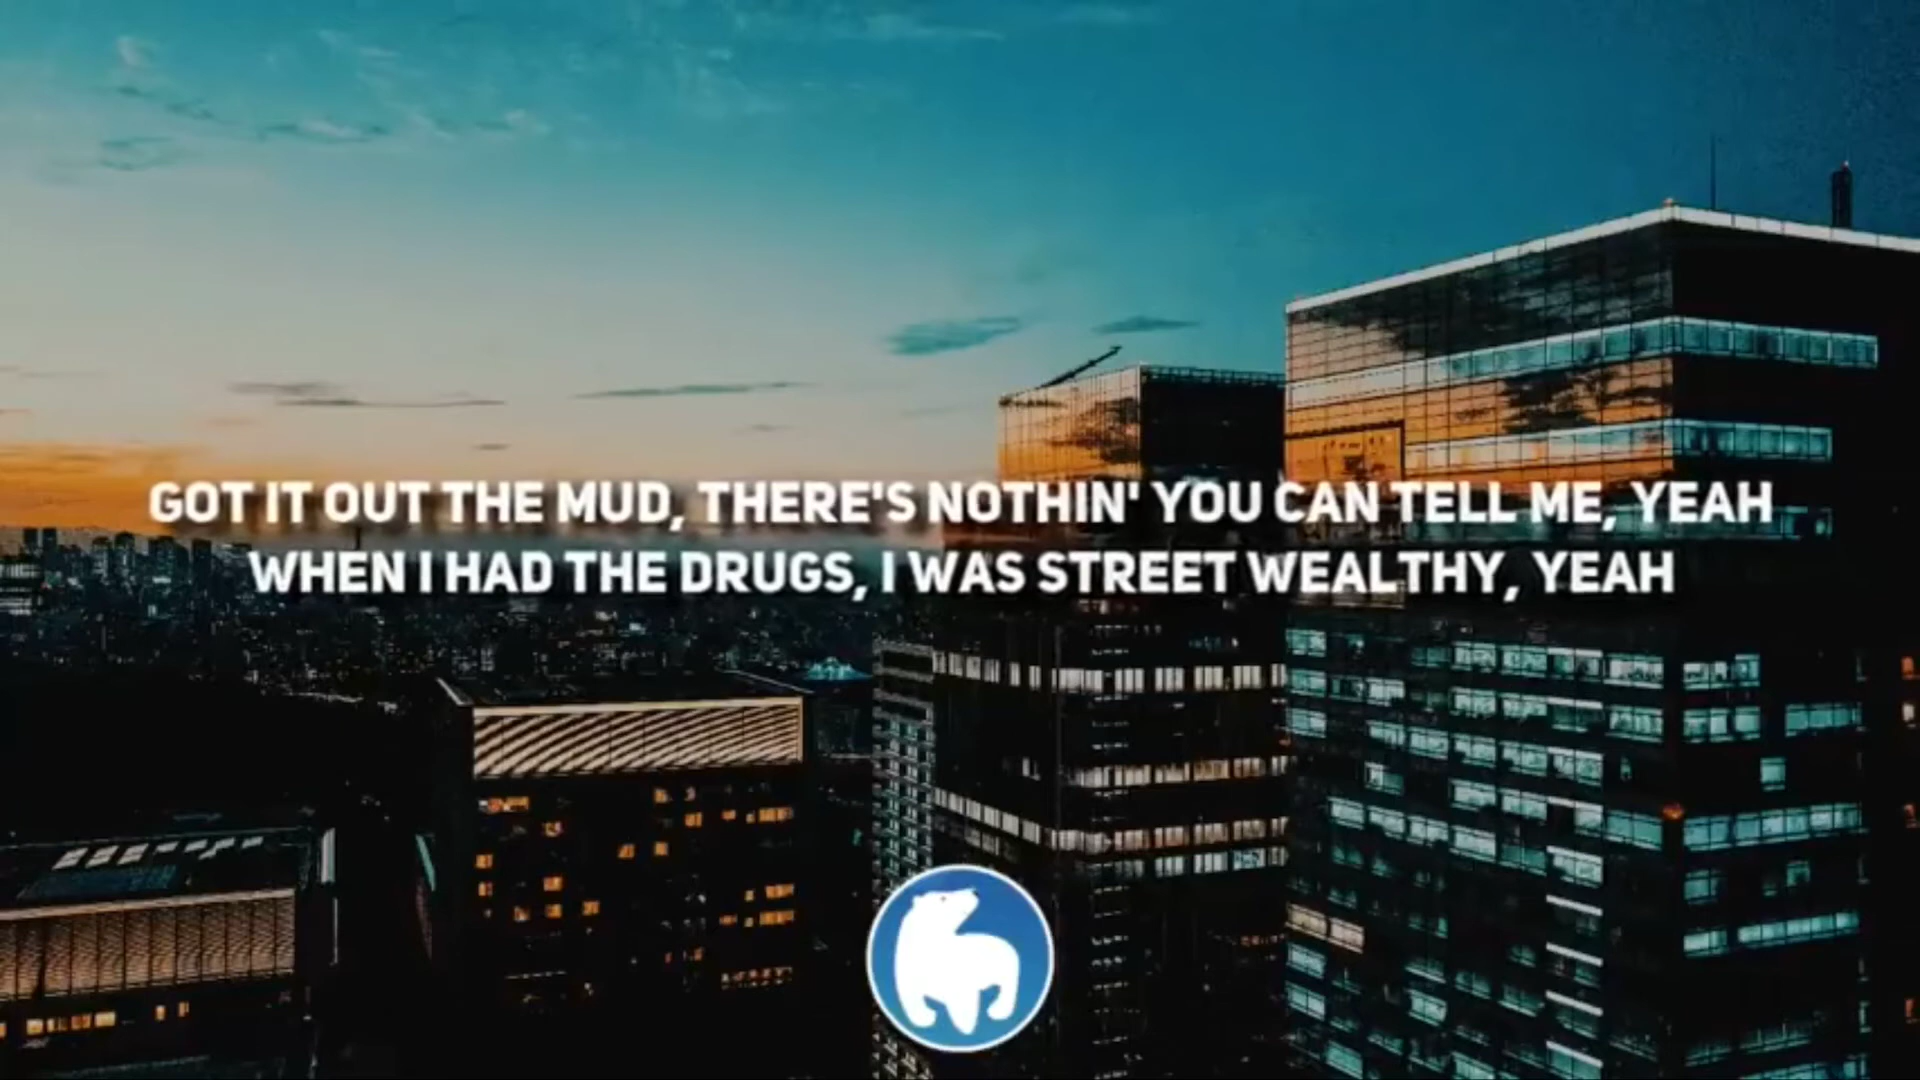 GOT IT OUT THE MUD, THERE'S NOTHIN' YOU CAN TELL ME, YEAH
WHEN I HAD THE DRUGS, I WAS STREET WEALTHY, YEAH